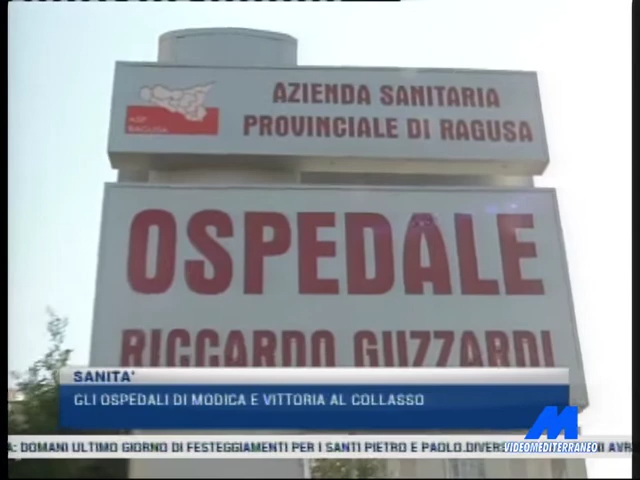 AZIENDA SANITARIA
PROVINCIALE DI RAGUSA
ASP
RAGUSA
OSPEDALE
RICCARDO GUZZARDI
SANITA'
GLI OSPEDALI DI MODICA E VITTORIA AL COLLASSO
VIDEOMEDITERRANEO
A: DOMANI ULTIMO GIORNO DI FESTEGGIAMENTI PER I SANTI PIETRO E PAOLO.DIVERS